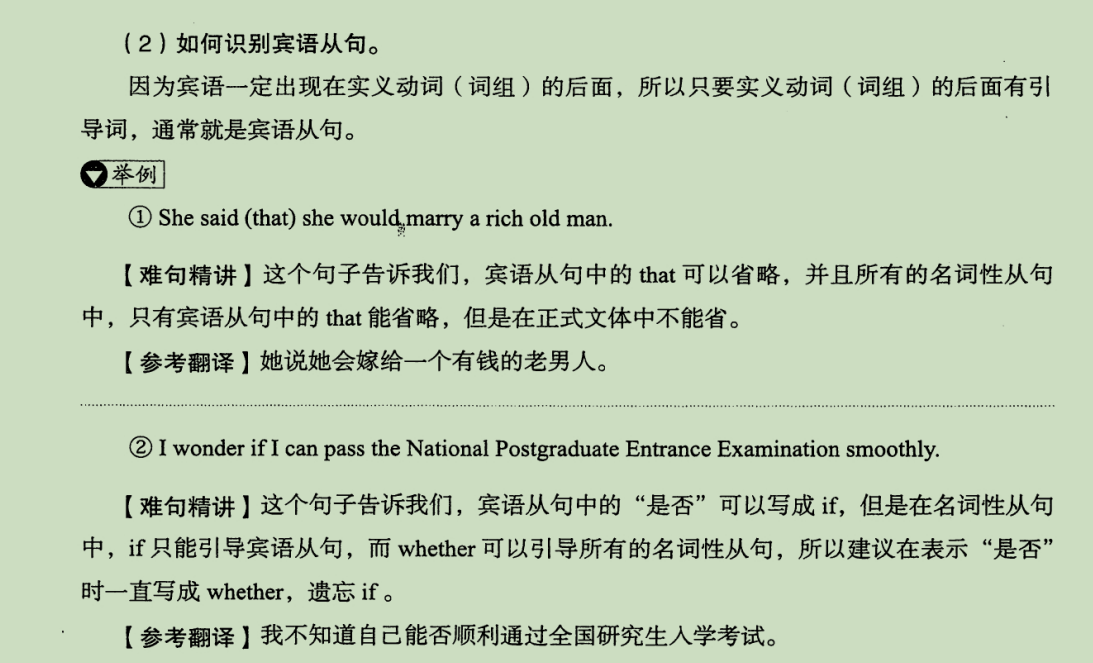 （2）如何识别宾语从句。
因为宾语一定出现在实义动词（词组）的后面，所以只要实义动词（词组）的后面有引
导词，通常就是宾语从句。
举例
① She said (that) she would marry a rich old man.
【难句精讲】这个句子告诉我们，宾语从句中的 that 可以省略，并且所有的名词性从句
中，只有宾语从句中的 that 能省略，但是在正式文体中不能省。
【参考翻译】她说她会嫁给一个有钱的老男人。
② I wonder if I can pass the National Postgraduate Entrance Examination smoothly.
【难句精讲】这个句子告诉我们，宾语从句中的“是否”可以写成 if，但是在名词性从句
中，if 只能引导宾语从句，而 whether 可以引导所有的名词性从句，所以建议在表示“是否”
时一直写成 whether，遗忘 if 。
【参考翻译】我不知道自己能否顺利通过全国研究生入学考试。